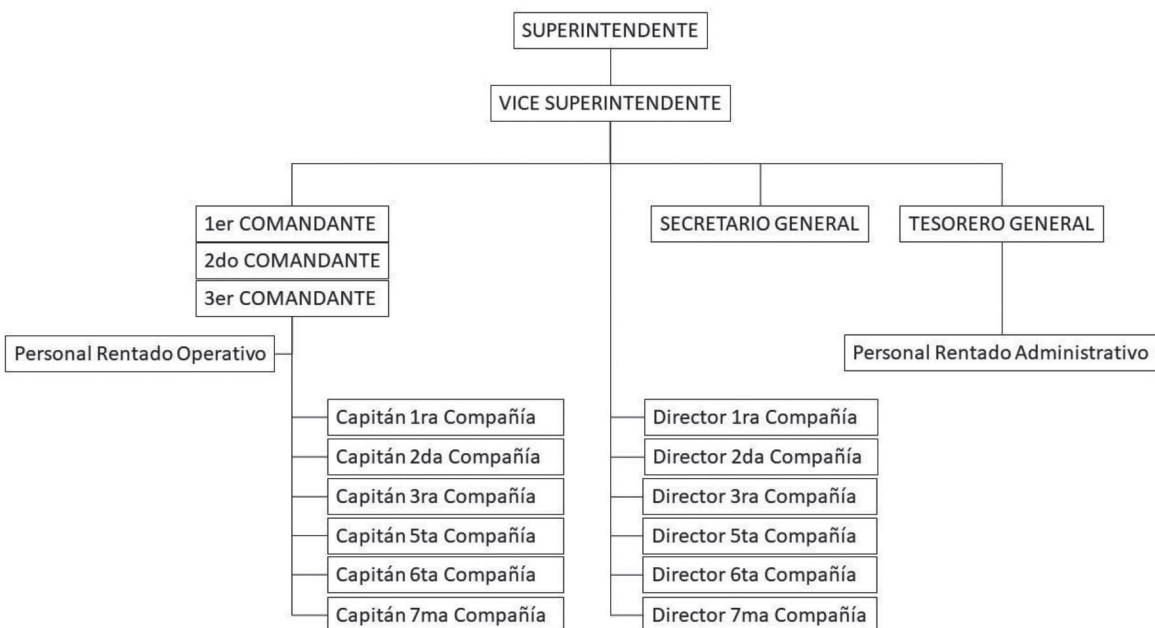 SUPERINTENDENTE
VICE SUPERINTENDENTE
1er COMANDANTE
2do COMANDANTE
3er COMANDANTE
SECRETARIO GENERAL
TESORERO GENERAL
Personal Rentado Operativo
Personal Rentado Administrativo
Capitán 1ra Compañía
Capitán 2da Compañía
Capitán 3ra Compañía
Capitán 5ta Compañía
Capitán 6ta Compañía
Capitán 7ma Compañía
Director 1ra Compañía
Director 2da Compañía
Director 3ra Compañía
Director 5ta Compañía
Director 6ta Compañía
Director 7ma Compañía